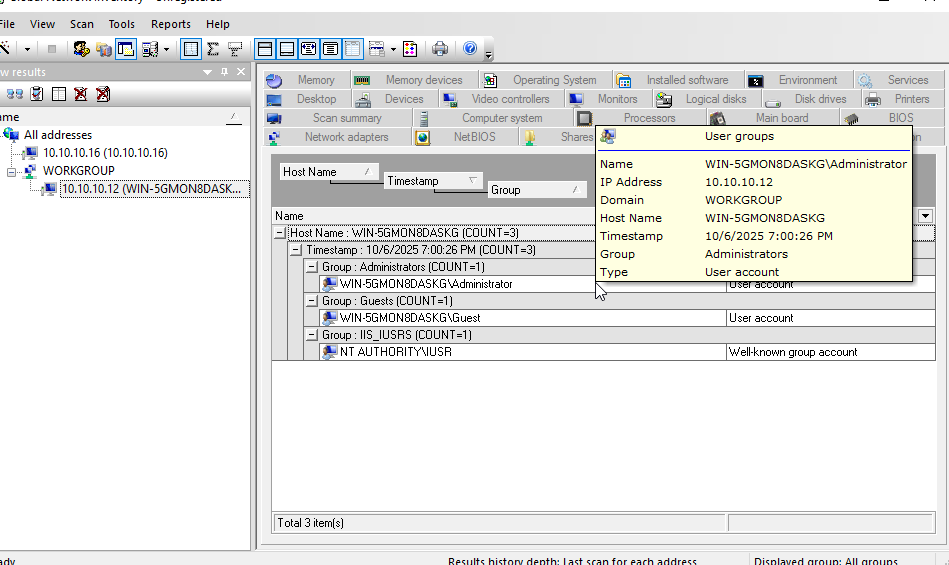 Global Network Inventory - Unregistered
File View Scan Tools Reports Help
w results
me
All addresses
10.10.10.16 (10.10.10.16)
WORKGROUP
10.10.10.12 (WIN-5GMON8DASK...
Memory Memory devices Operating System Installed software Environment Services
Desktop Devices Video controllers Monitors Logical disks Disk drives Printers
Scan summary Computer system Processors Main board BIOS
Network adapters NetBIOS Shares
Host Name
Timestamp
Group
Name
Host Name : WIN-5GMON8DASKG (COUNT=3)
Timestamp : 10/6/2025 7:00:26 PM (COUNT=3)
Group : Administrators (COUNT=1)
WIN-5GMON8DASKG\Administrator User account
Group : Guests (COUNT=1)
WIN-5GMON8DASKG\Guest User account
Group : IIS_IUSRS (COUNT=1)
NT AUTHORITY\IUSR Well-known group account
User groups
Name WIN-5GMON8DASKG\Administrator
IP Address 10.10.10.12
Domain WORKGROUP
Host Name WIN-5GMON8DASKG
Timestamp 10/6/2025 7:00:26 PM
Group Administrators
Type User account
Total 3 item(s)
ady Results history depth: Last scan for each address Displayed group: All groups